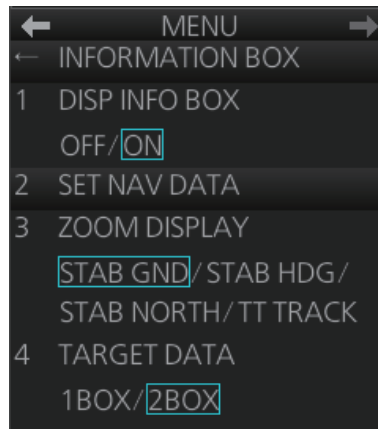 MENU
INFORMATION BOX
1 DISP INFO BOX
OFF/ON
2 SET NAV DATA
3 ZOOM DISPLAY
STAB GND/STAB HDG/
STAB NORTH/TT TRACK
4 TARGET DATA
1BOX/2BOX